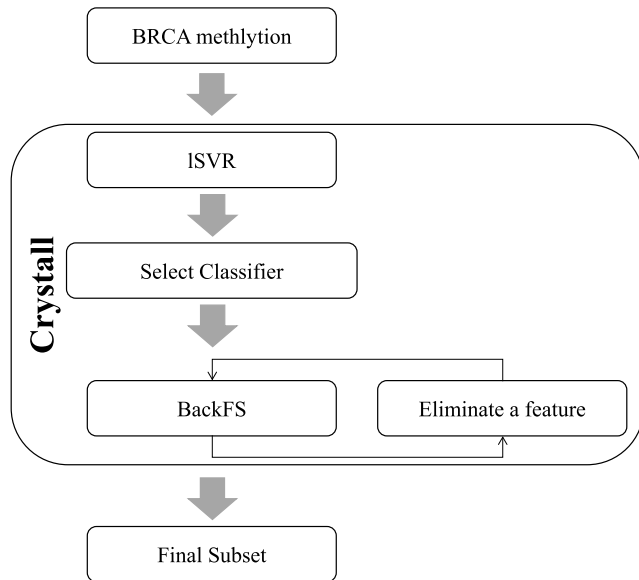 BRCA methlytion
lSVR
Select Classifier
Crystall
BackFS
Eliminate a feature
Final Subset